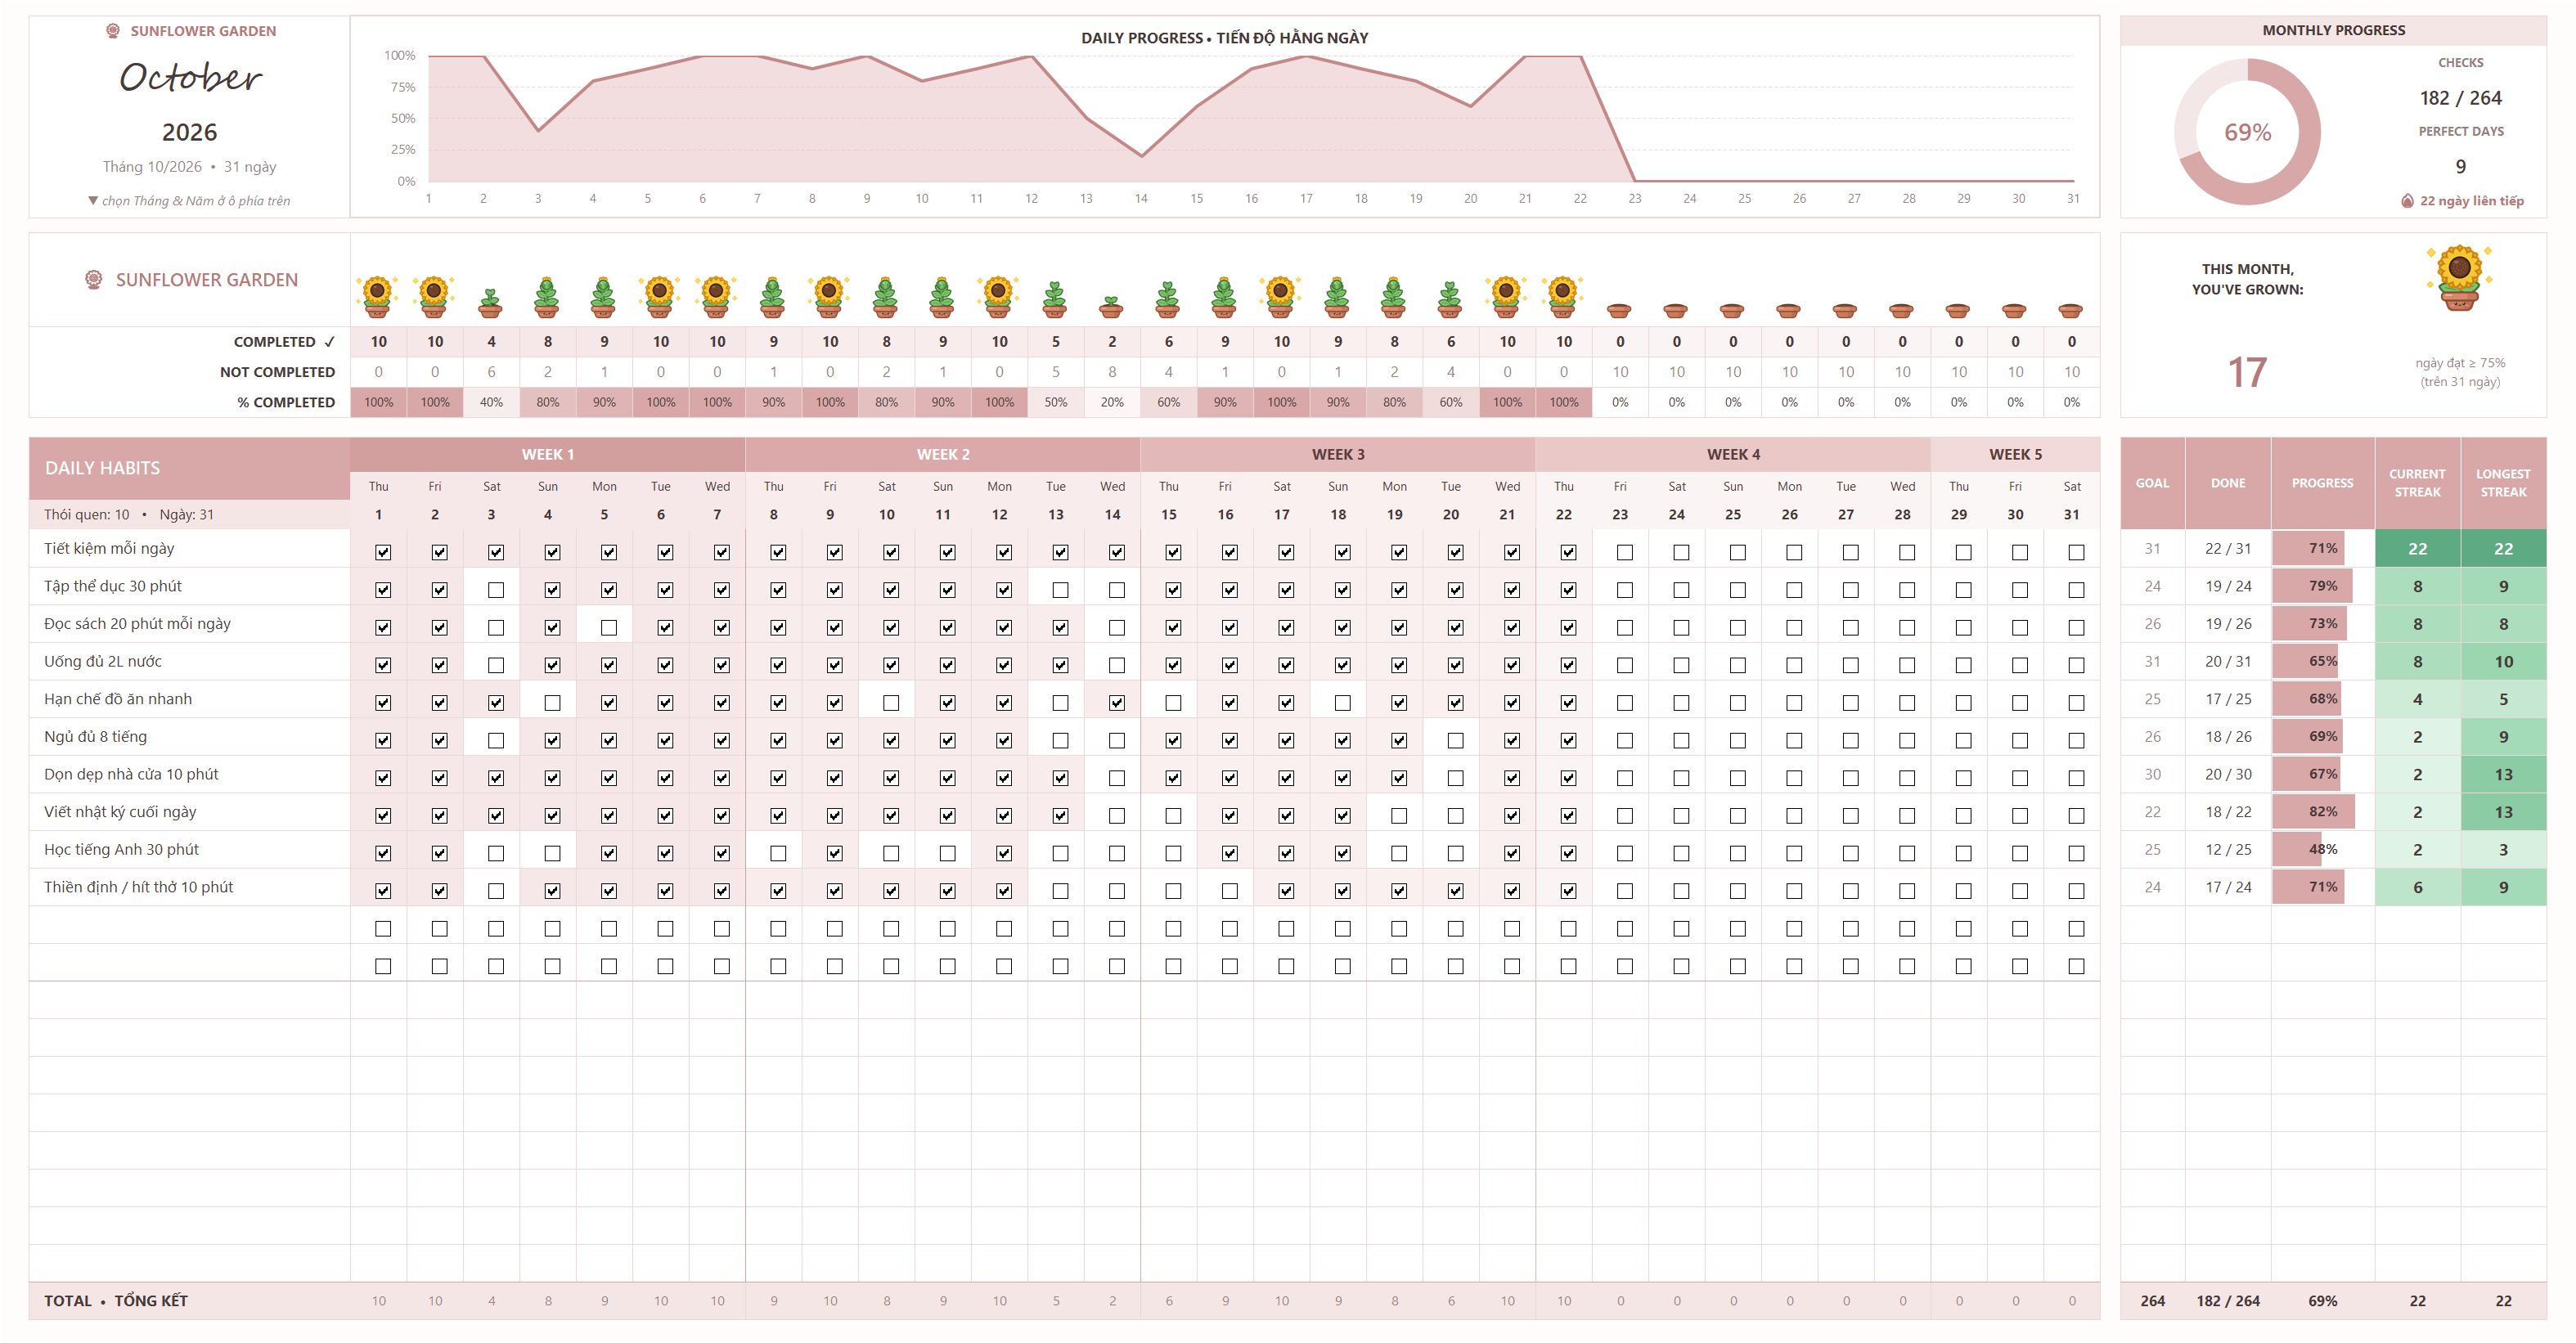 SUNFLOWER GARDEN
October
2026
Tháng 10/2026 • 31 ngày
▼ chọn Tháng & Năm ở ô phía trên
DAILY PROGRESS • TIẾN ĐỘ HẰNG NGÀY
100%
75%
50%
25%
0%
1 2 3 4 5 6 7 8 9 10 11 12 13 14 15 16 17 18 19 20 21 22 23 24 25 26 27 28 29 30 31
MONTHLY PROGRESS
69%
CHECKS
182 / 264
PERFECT DAYS
9
22 ngày liên tiếp
SUNFLOWER GARDEN
COMPLETED ✓ 10 10 4 8 9 10 10 9 10 8 9 10 5 2 6 9 10 9 8 6 10 10 0 0 0 0 0 0 0 0 0
NOT COMPLETED 0 0 6 2 1 0 0 1 0 2 1 0 5 8 4 1 0 1 2 4 0 0 10 10 10 10 10 10 10 10 10
% COMPLETED 100% 100% 40% 80% 90% 100% 100% 90% 100% 80% 90% 100% 50% 20% 60% 90% 100% 90% 80% 60% 100% 100% 0% 0% 0% 0% 0% 0% 0% 0% 0%
THIS MONTH,
YOU'VE GROWN:
17
ngày đạt ≥ 75%
(trên 31 ngày)
DAILY HABITS
WEEK 1 WEEK 2 WEEK 3 WEEK 4 WEEK 5
Thu Fri Sat Sun Mon Tue Wed Thu Fri Sat Sun Mon Tue Wed Thu Fri Sat Sun Mon Tue Wed Thu Fri Sat Sun Mon Tue Wed Thu Fri Sat
Thói quen: 10 • Ngày: 31
1 2 3 4 5 6 7 8 9 10 11 12 13 14 15 16 17 18 19 20 21 22 23 24 25 26 27 28 29 30 31
GOAL DONE PROGRESS CURRENT STREAK LONGEST STREAK
Tiết kiệm mỗi ngày 31 22 / 31 71% 22 22
Tập thể dục 30 phút 24 19 / 24 79% 8 9
Đọc sách 20 phút mỗi ngày 26 19 / 26 73% 8 8
Uống đủ 2L nước 31 20 / 31 65% 8 10
Hạn chế đồ ăn nhanh 25 17 / 25 68% 4 5
Ngủ đủ 8 tiếng 26 18 / 26 69% 2 9
Dọn dẹp nhà cửa 10 phút 30 20 / 30 67% 2 13
Viết nhật ký cuối ngày 22 18 / 22 82% 2 13
Học tiếng Anh 30 phút 25 12 / 25 48% 2 3
Thiền định / hít thở 10 phút 24 17 / 24 71% 6 9
TOTAL • TỔNG KẾT 10 10 4 8 9 10 10 9 10 8 9 10 5 2 6 9 10 9 8 6 10 10 0 0 0 0 0 0 0 0 0 264 182 / 264 69% 22 22